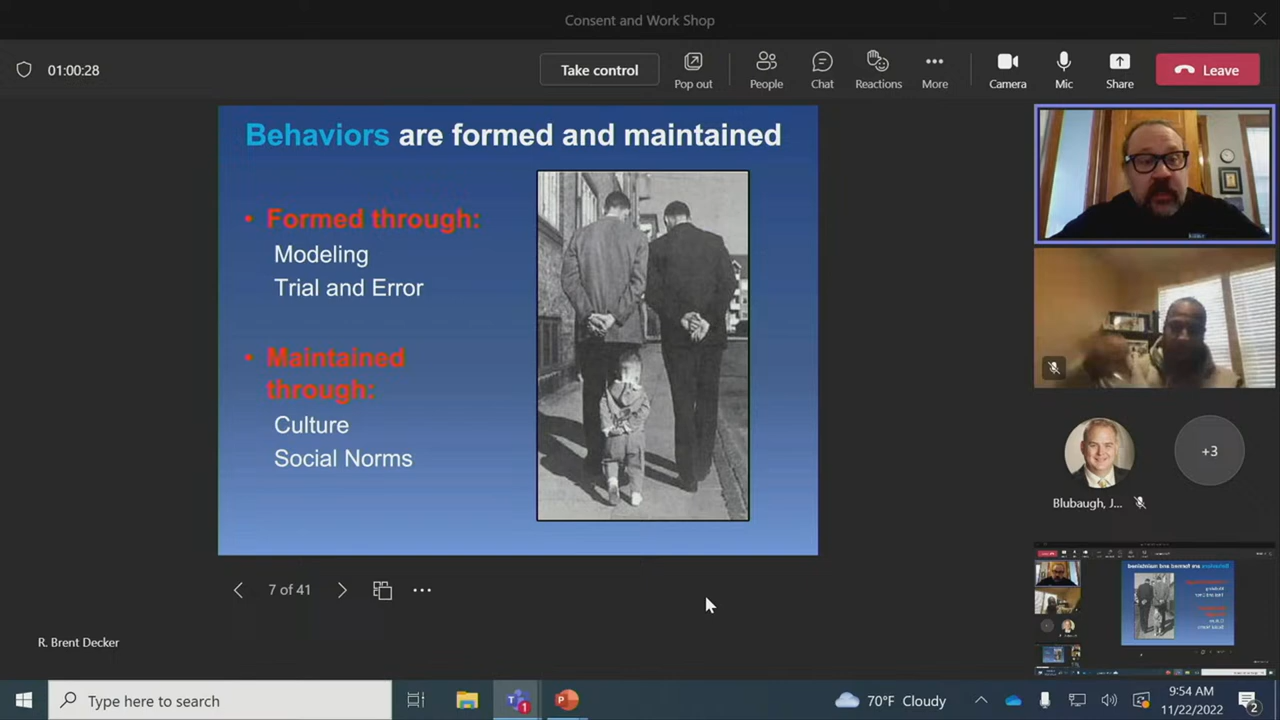 Consent and Work Shop
01:00:28
Take control
Pop out
People
Chat
Reactions
More
Camera
Mic
Share
Leave
Behaviors are formed and maintained
• Formed through:
Modeling
Trial and Error
• Maintained
through:
Culture
Social Norms
+3
Blubaugh, J...
7 of 41
R. Brent Decker
Type here to search
1
70°F Cloudy
9:54 AM
11/22/2022
2